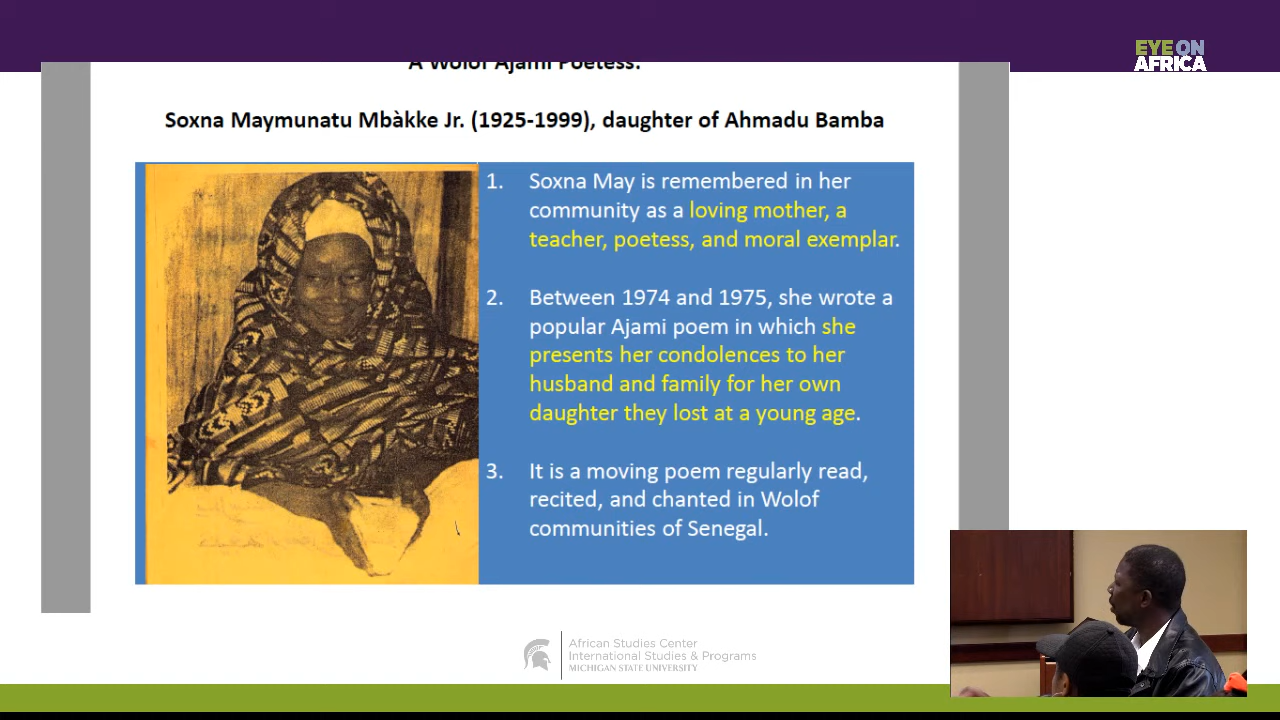 EYE ON
AFRICA
A Wolof Ajami Poetess:
Soxna Maymunatu Mbàkke Jr. (1925-1999), daughter of Ahmadu Bamba
1. Soxna May is remembered in her
community as a loving mother, a
teacher, poetess, and moral exemplar.
2. Between 1974 and 1975, she wrote a
popular Ajami poem in which she
presents her condolences to her
husband and family for her own
daughter they lost at a young age.
3. It is a moving poem regularly read,
recited, and chanted in Wolof
communities of Senegal.
African Studies Center
International Studies & Programs
MICHIGAN STATE UNIVERSITY